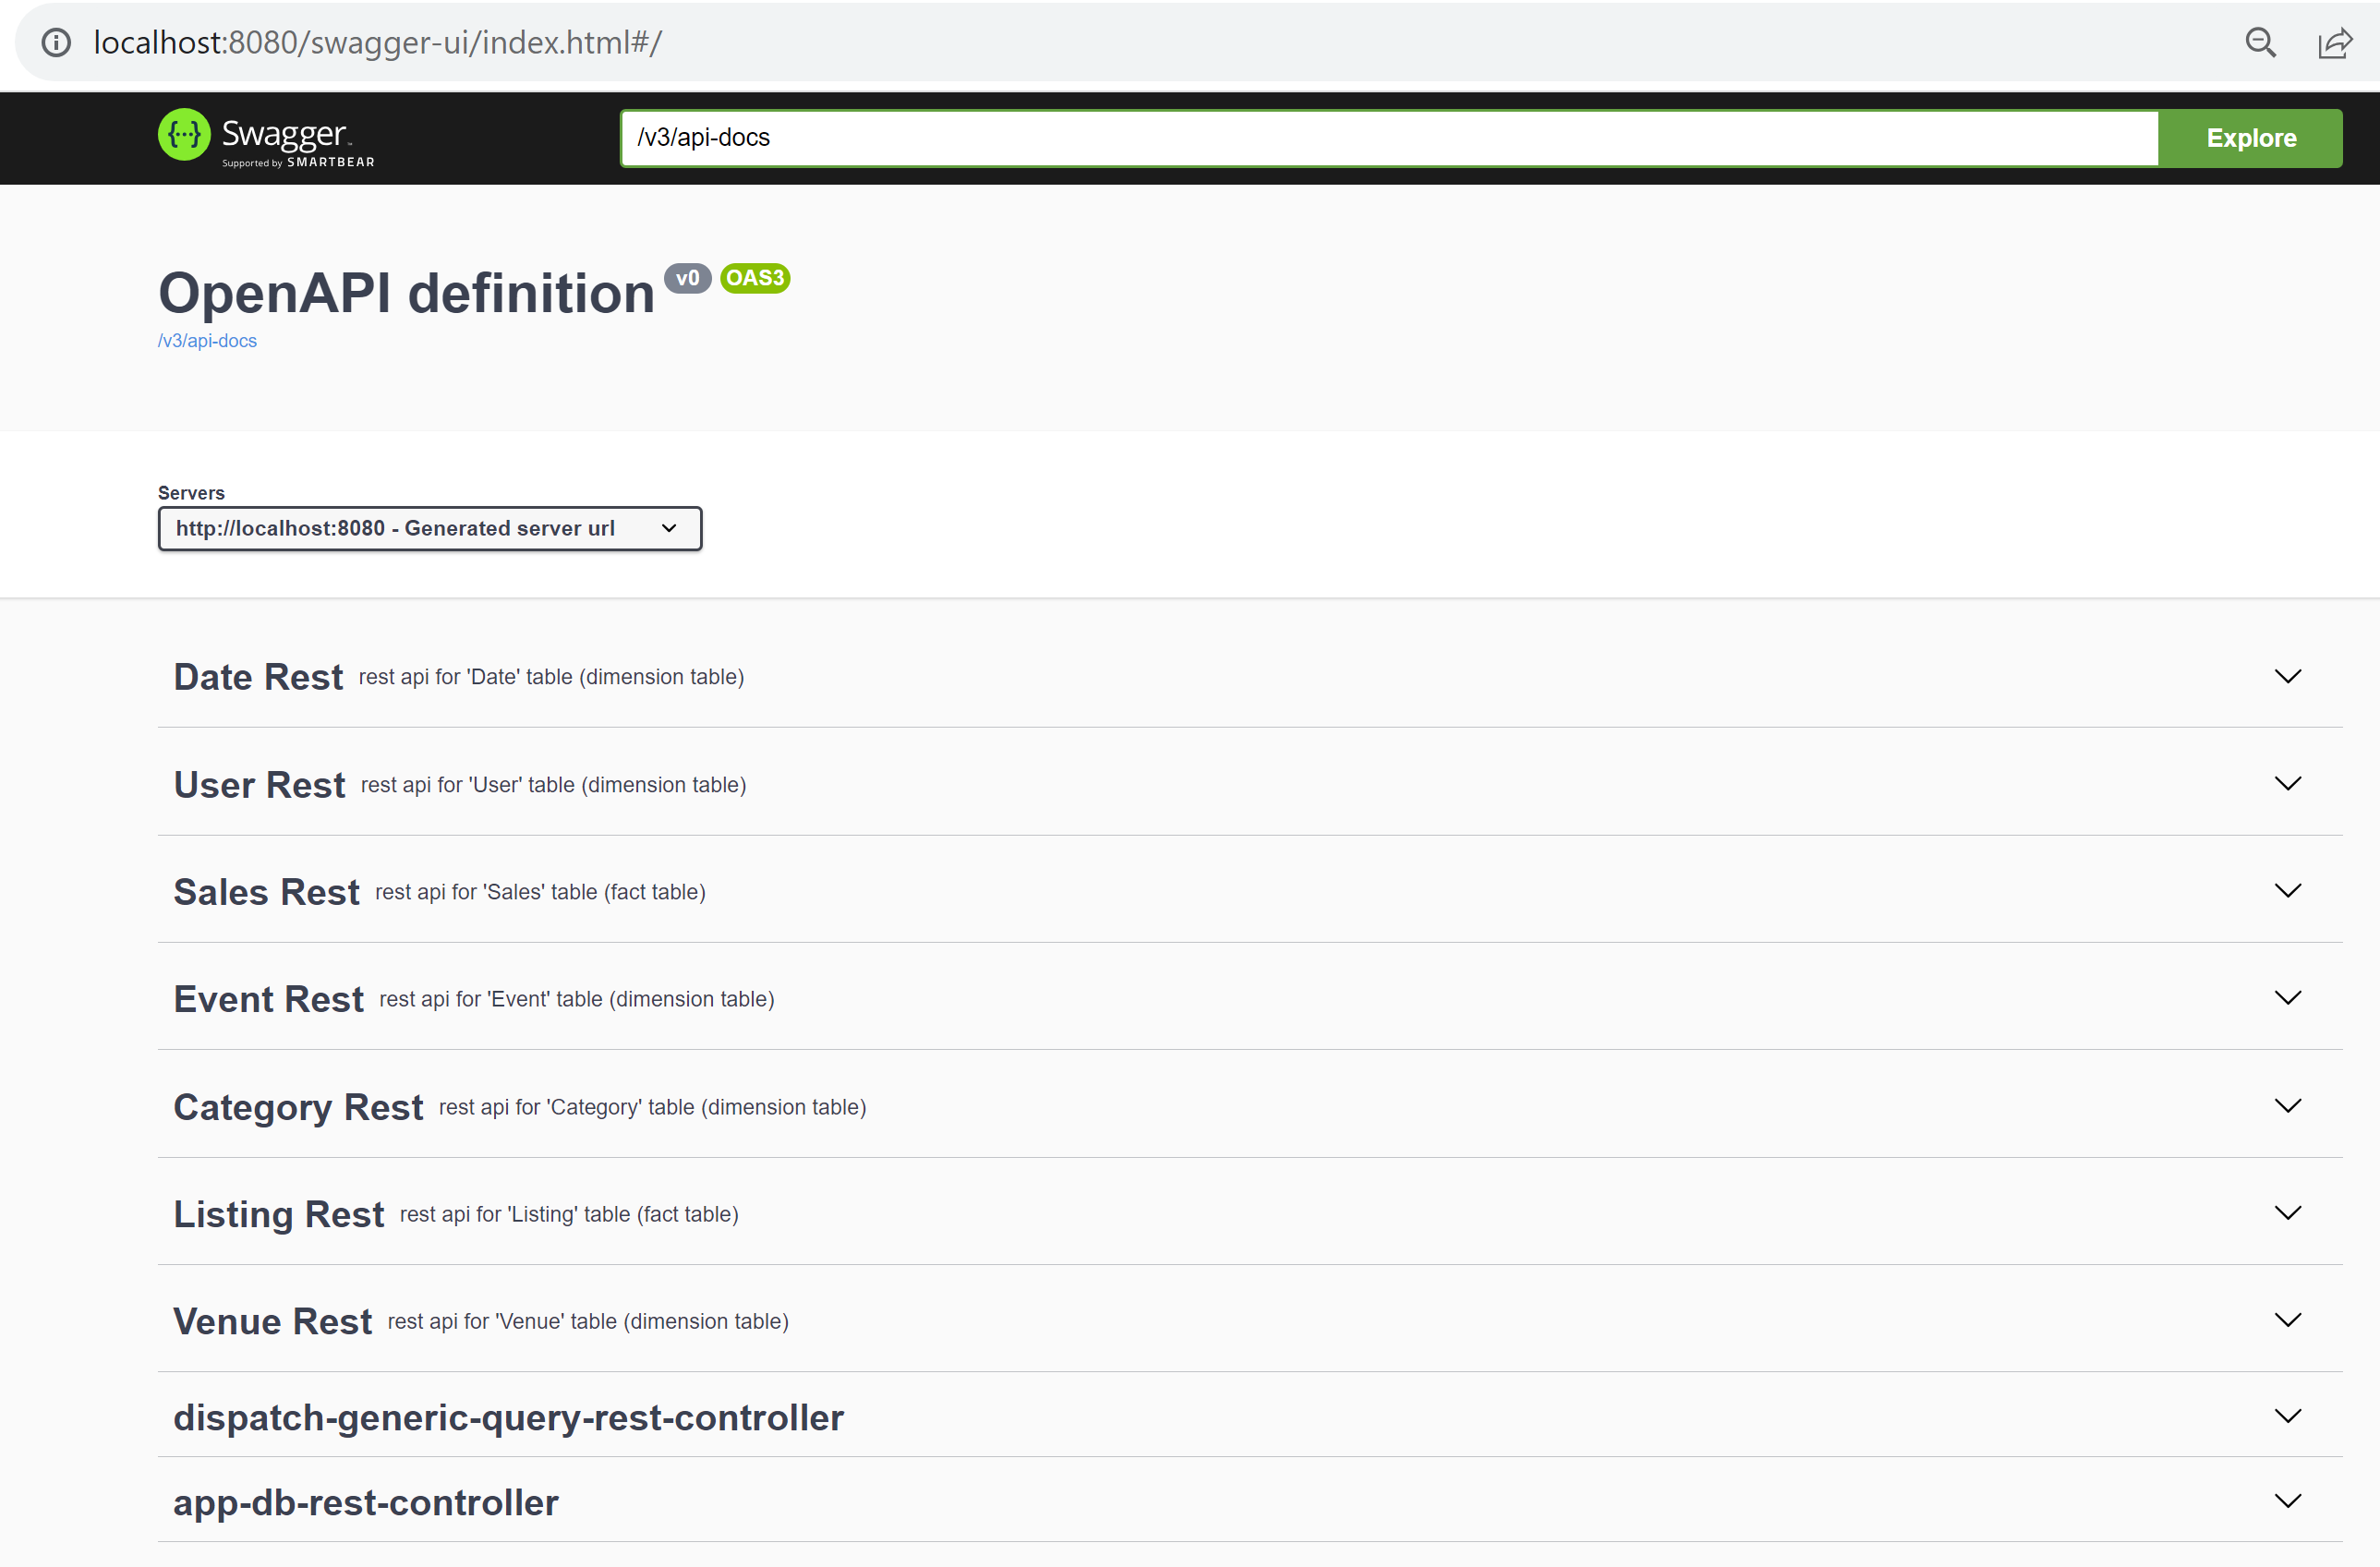 localhost:8080/swagger-ui/index.html#/
{···} Swagger™
Supported by SMARTBEAR
/v3/api-docs
Explore
OpenAPI definition v0 OAS3
/v3/api-docs
Servers
http://localhost:8080 - Generated server url
Date Rest rest api for 'Date' table (dimension table)
User Rest rest api for 'User' table (dimension table)
Sales Rest rest api for 'Sales' table (fact table)
Event Rest rest api for 'Event' table (dimension table)
Category Rest rest api for 'Category' table (dimension table)
Listing Rest rest api for 'Listing' table (fact table)
Venue Rest rest api for 'Venue' table (dimension table)
dispatch-generic-query-rest-controller
app-db-rest-controller